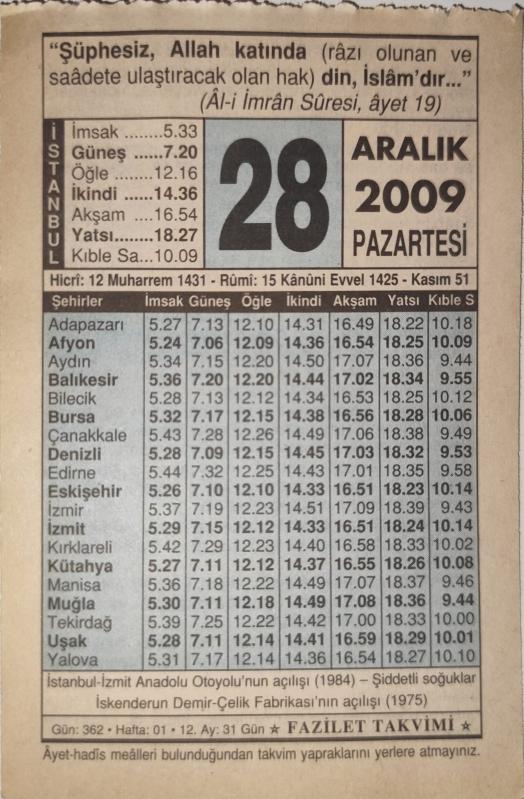 “Şüphesiz, Allah katında (râzı olunan ve
saâdete ulaştıracak olan hak) din, İslâm’dır...”
(Âl-i İmrân Sûresi, âyet 19)
İSTANBUL
İmsak ........5.33
Güneş ......7.20
Öğle ........12.16
İkindi ......14.36
Akşam ....16.54
Yatsı........18.27
Kıble Sa...10.09
28
ARALIK
2009
PAZARTESİ
Hicrî: 12 Muharrem 1431 - Rûmî: 15 Kânûni Evvel 1425 - Kasım 51
Şehirler İmsak Güneş Öğle İkindi Akşam Yatsı Kıble S
Adapazarı 5.27 7.13 12.10 14.31 16.49 18.22 10.18
Afyon 5.24 7.06 12.09 14.36 16.54 18.25 10.09
Aydın 5.34 7.15 12.20 14.50 17.07 18.36 9.44
Balıkesir 5.36 7.20 12.20 14.44 17.02 18.34 9.55
Bilecik 5.28 7.13 12.12 14.34 16.53 18.25 10.12
Bursa 5.32 7.17 12.15 14.38 16.56 18.28 10.06
Çanakkale 5.43 7.28 12.26 14.49 17.06 18.38 9.49
Denizli 5.28 7.09 12.15 14.45 17.03 18.32 9.53
Edirne 5.44 7.32 12.25 14.43 17.01 18.35 9.58
Eskişehir 5.26 7.10 12.10 14.33 16.51 18.23 10.14
İzmir 5.37 7.19 12.23 14.51 17.09 18.39 9.43
İzmit 5.29 7.15 12.12 14.33 16.51 18.24 10.14
Kırklareli 5.42 7.29 12.23 14.40 16.58 18.33 10.02
Kütahya 5.27 7.11 12.12 14.37 16.55 18.26 10.08
Manisa 5.36 7.18 12.22 14.49 17.07 18.37 9.46
Muğla 5.30 7.11 12.18 14.49 17.08 18.36 9.44
Tekirdağ 5.39 7.25 12.22 14.42 17.00 18.33 10.00
Uşak 5.28 7.11 12.14 14.41 16.59 18.29 10.01
Yalova 5.31 7.17 12.14 14.36 16.54 18.27 10.10
İstanbul-İzmit Anadolu Otoyolu’nun açılışı (1984) – Şiddetli soğuklar
İskenderun Demir-Çelik Fabrikası’nın açılışı (1975)
Gün: 362 • Hafta: 01 • 12. Ay: 31 Gün ★ FAZİLET TAKVİMİ ★
Âyet-hadîs meâlleri bulunduğundan takvim yapraklarını yerlere atmayınız.